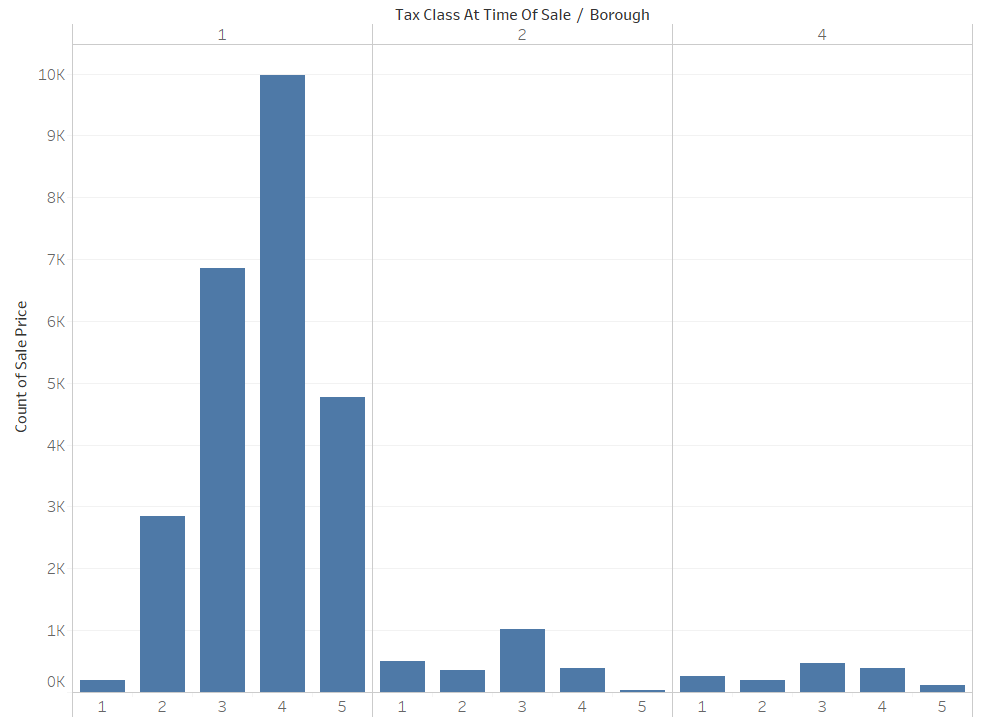 Tax Class At Time Of Sale / Borough
1 2 4
10K
9K
8K
7K
6K
5K
4K
3K
2K
1K
0K
Count of Sale Price
1 2 3 4 5 1 2 3 4 5 1 2 3 4 5